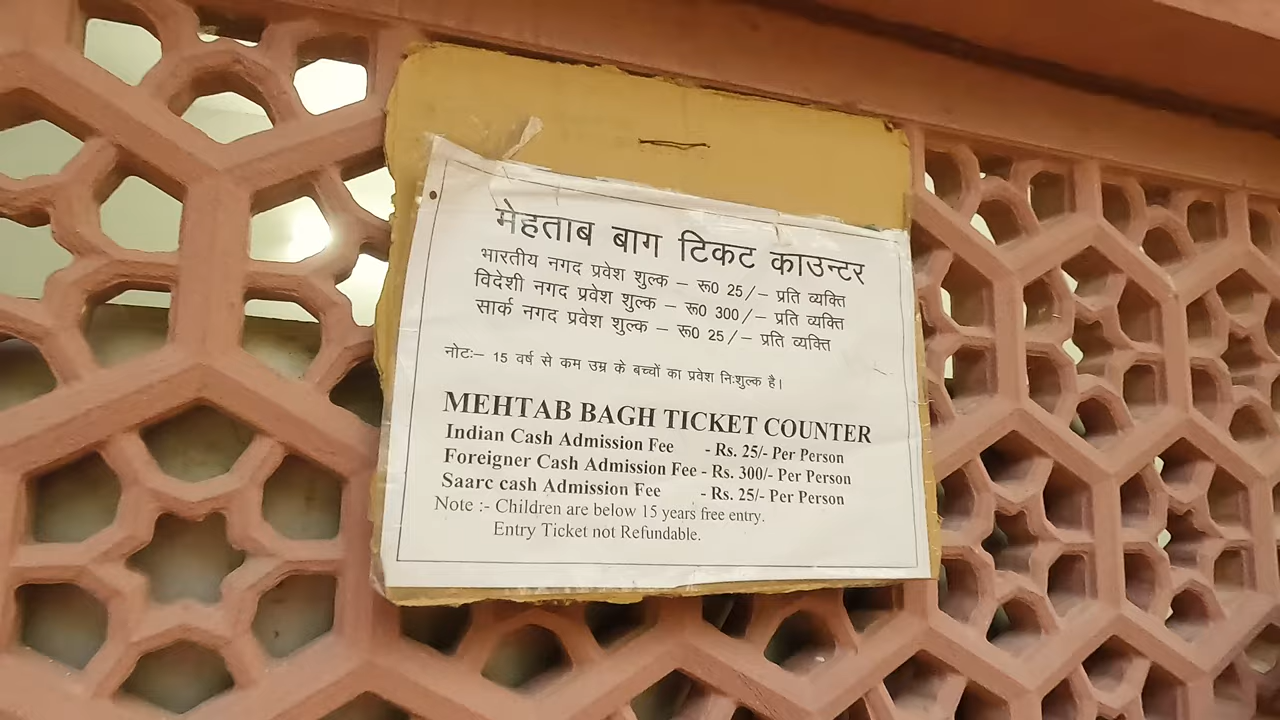 मेहताब बाग टिकट काउन्टर
भारतीय नगद प्रवेश शुल्क – रू0 25/– प्रति व्यक्ति
विदेशी नगद प्रवेश शुल्क – रू0 300/– प्रति व्यक्ति
सार्क नगद प्रवेश शुल्क – रू0 25/– प्रति व्यक्ति
नोटः– 15 वर्ष से कम उम्र के बच्चों का प्रवेश निःशुल्क है।
MEHTAB BAGH TICKET COUNTER
Indian Cash Admission Fee - Rs. 25/- Per Person
Foreigner Cash Admission Fee - Rs. 300/- Per Person
Saarc cash Admission Fee - Rs. 25/- Per Person
Note :- Children are below 15 years free entry.
Entry Ticket not Refundable.